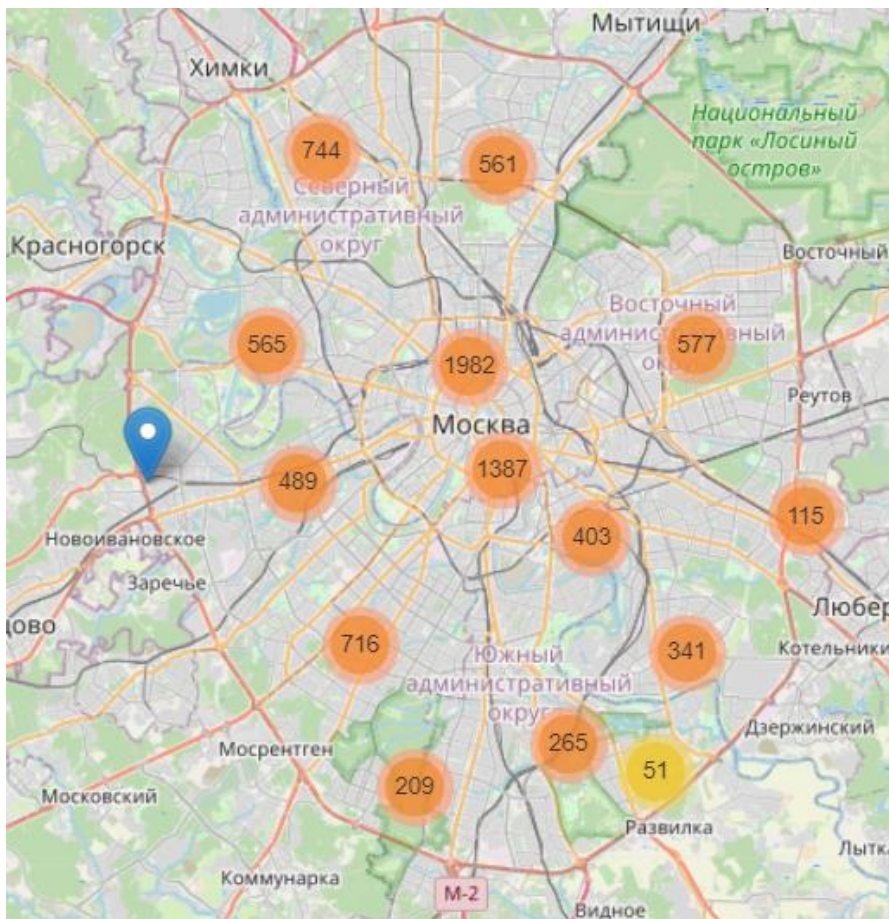 Мытищи
Химки
Национальный
парк «Лосиный
остров»
744
561
Северный
административный
округ
Красногорск
Восточный
Восточный
административный
округ
565
577
1982
Реутов
Москва
489
1387
115
403
Новоивановское
Заречье
Любер
цово
716
341
Котельники
Южный
административный
округ
Дзержинский
265
Мосрентген
51
209
Московский
Развилка
Лытка
Коммунарка
М-2
Видное